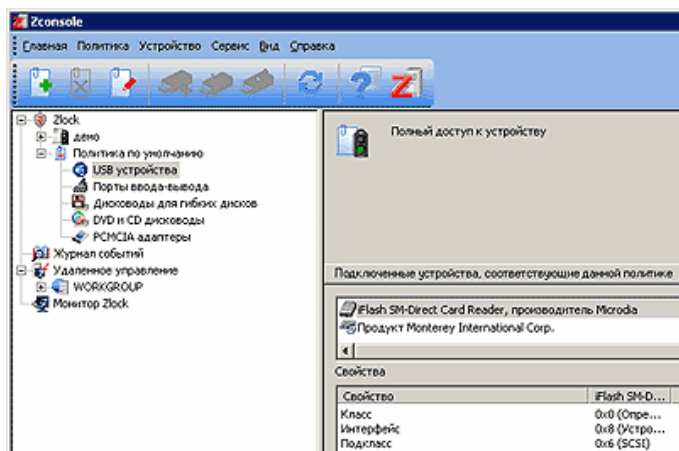 Zconsole
Главная Политика Устройство Сервис Вид Справка
Zlock
демо
Политика по умолчанию
USB устройства
Порты ввода-вывода
Дисководы для гибких дисков
DVD и CD дисководы
PCMCIA адаптеры
Журнал событий
Удаленное управление
WORKGROUP
Монитор Zlock
Полный доступ к устройству
Подключенные устройства, соответствующие данной политике
iFlash SM-Direct Card Reader, производитель Microdia
Продукт Monterey International Corp.
Свойства
Свойство iFlash SM-D...
Класс 0x0 (Опре...
Интерфейс 0x8 (Устро...
Подкласс 0x6 (SCSI)